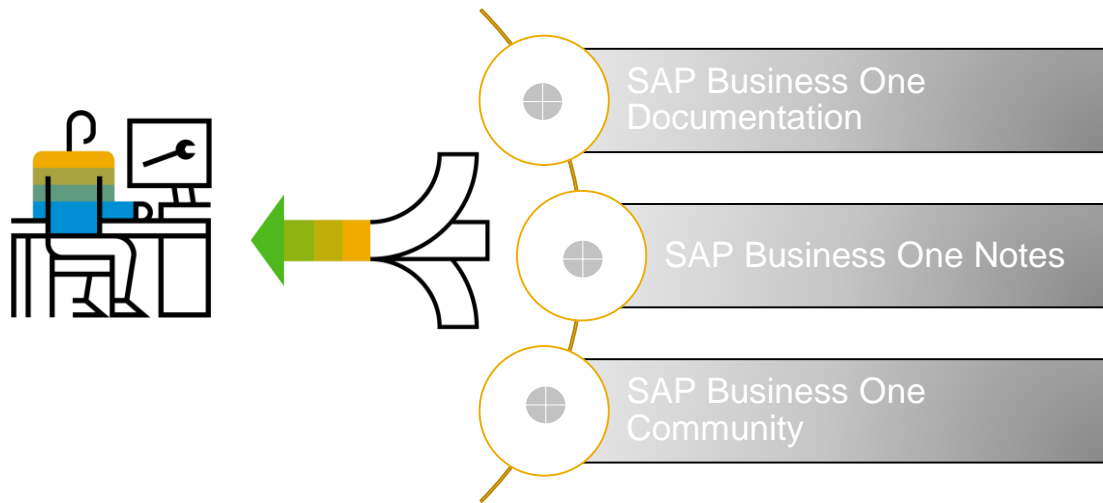 SAP Business One
Documentation
SAP Business One Notes
SAP Business One
Community